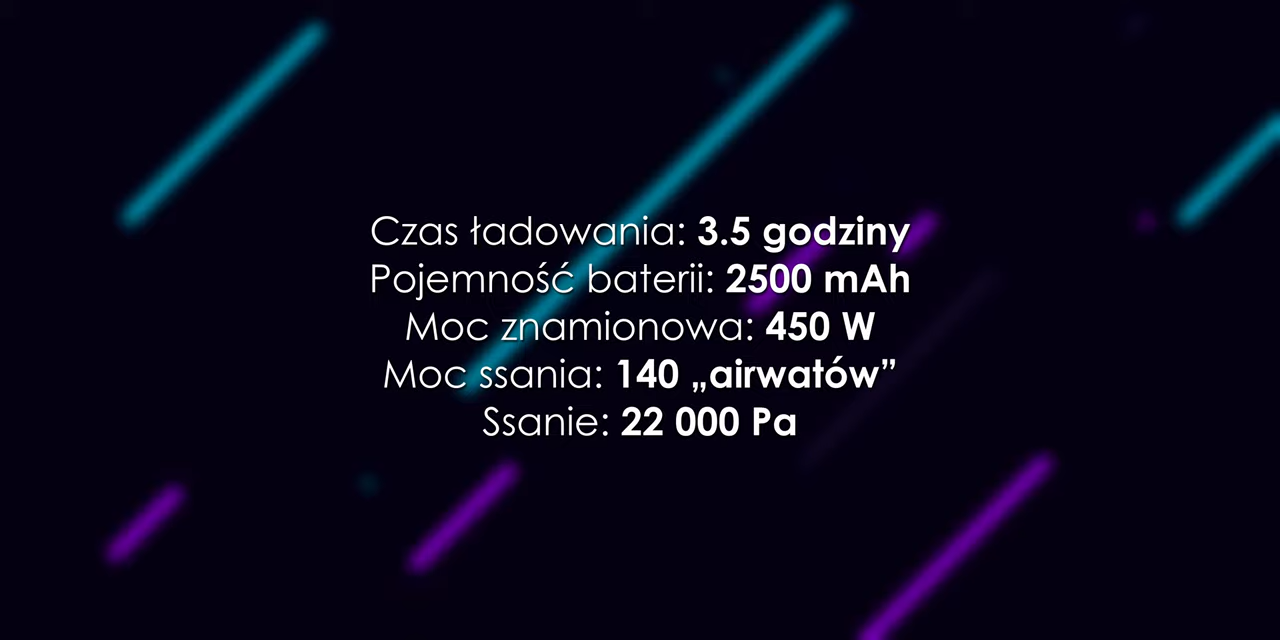 Czas ładowania: 3.5 godziny
Pojemność baterii: 2500 mAh
Moc znamionowa: 450 W
Moc ssania: 140 „airwatów”
Ssanie: 22 000 Pa